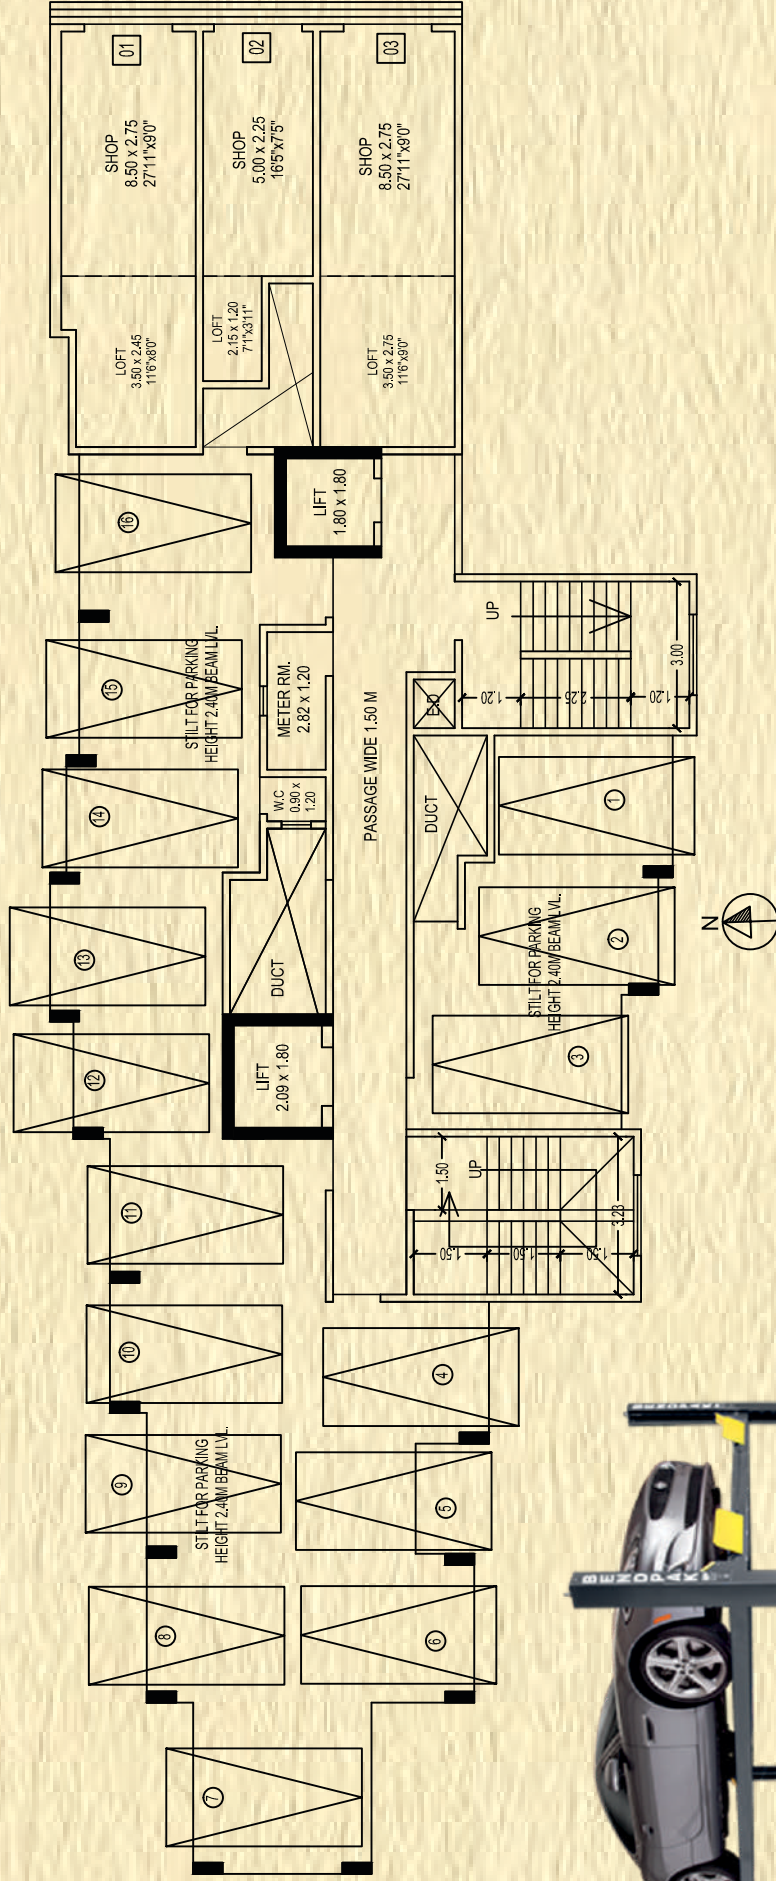 01
SHOP
8.50 x 2.75
27'11"x9'0"
02
SHOP
5.00 x 2.25
16'5"x7'5"
03
SHOP
8.50 x 2.75
27'11"x9'0"
LOFT
3.50 x 2.45
11'6"x8'0"
LOFT
2.15 x 1.20
7'1"x3'11"
LOFT
3.50 x 2.75
11'6"x9'0"
16
LIFT
1.80 x 1.80
15
STILT FOR PARKING
HEIGHT 2.40M BEAM LVL.
METER RM.
2.82 x 1.20
UP
3.00
1.20
2.25
1.20
E.D
PASSAGE WIDE 1.50 M
14
W.C
0.90 x
1.20
DUCT
1
13
DUCT
2
STILT FOR PARKING
HEIGHT 2.40M BEAM LVL.
N
12
LIFT
2.09 x 1.80
3
11
1.50
UP
3.23
1.50
1.50
1.50
10
4
9
STILT FOR PARKING
HEIGHT 2.40M BEAM LVL.
5
8
6
7
BENDPAK
BENDPAK